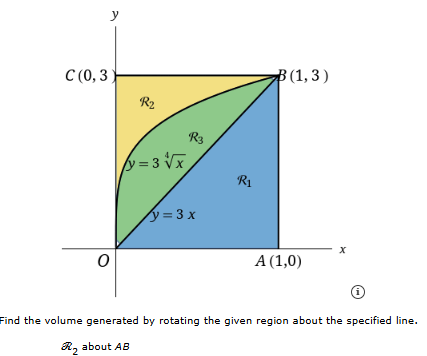 y
C (0, 3)
B (1, 3)
ℛ₂
ℛ₃
y = 3 ∜x
ℛ₁
y = 3 x
x
O
A (1,0)
i
Find the volume generated by rotating the given region about the specified line.
ℛ₂ about AB